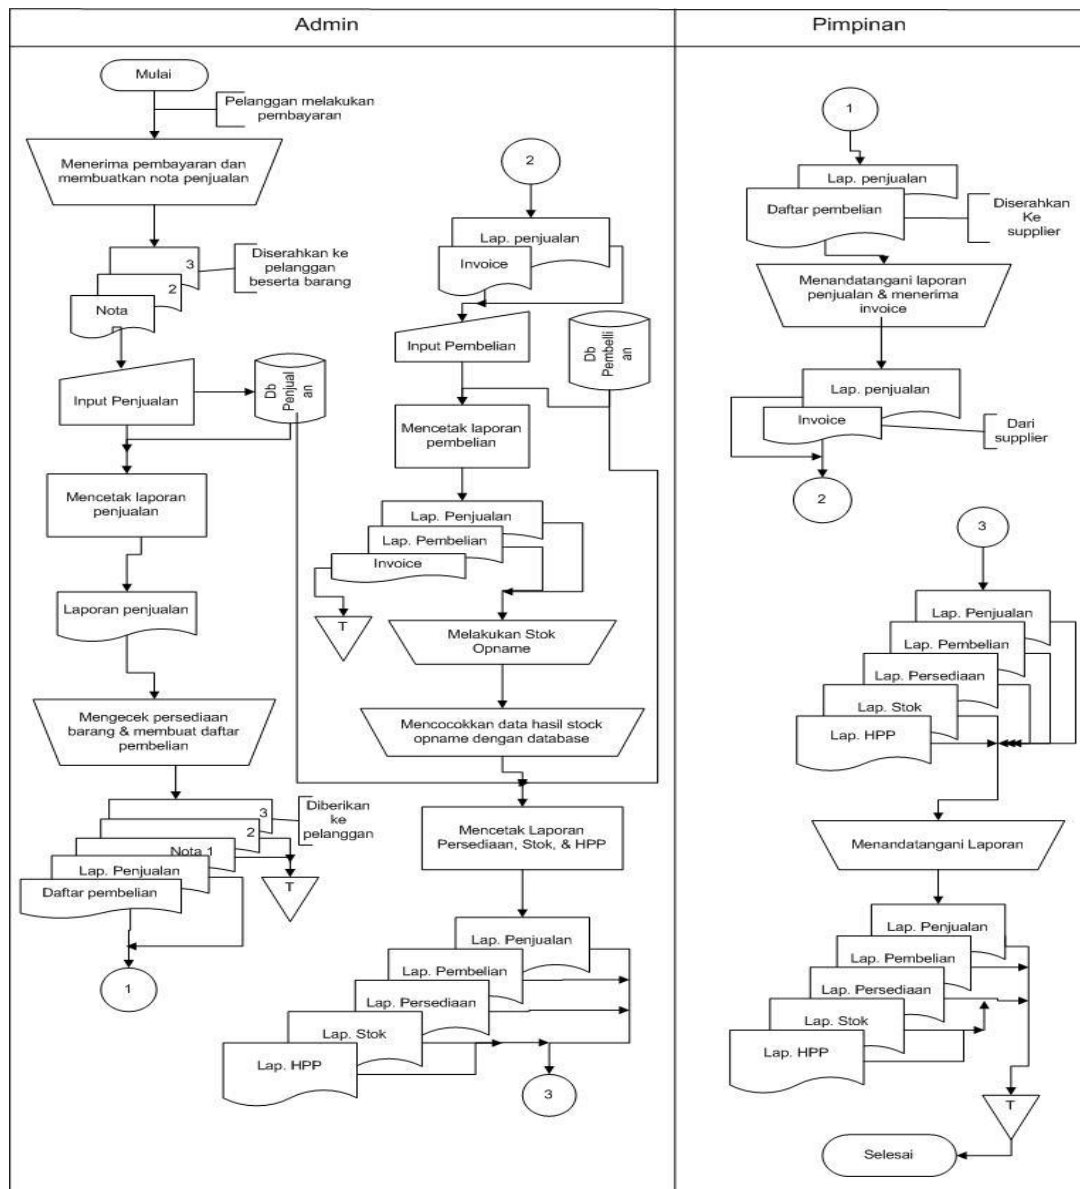 Admin
Mulai
Pelanggan melakukan
pembayaran
Menerima pembayaran dan
membuatkan nota penjualan
3
2
Nota
Diserahkan ke
pelanggan
beserta barang
Input Penjualan
Db
Penjual
an
Mencetak laporan
penjualan
Laporan penjualan
Mengecek persediaan
barang & membuat daftar
pembelian
3
2
Nota 1
Lap. Penjualan
Daftar pembelian
Diberikan
ke
pelanggan
T
1
2
Lap. penjualan
Invoice
Input Pembelian
Db
Pembelli
an
Mencetak laporan
pembelian
Lap. Penjualan
Lap. Pembelian
Invoice
T
Melakukan Stok
Opname
Mencocokkan data hasil stock
opname dengan database
Mencetak Laporan
Persediaan, Stok, & HPP
Lap. Penjualan
Lap. Pembelian
Lap. Persediaan
Lap. Stok
Lap. HPP
3
Pimpinan
1
Lap. penjualan
Daftar pembelian
Diserahkan
Ke
supplier
Menandatangani laporan
penjualan & menerima
invoice
Lap. penjualan
Invoice
Dari
supplier
2
3
Lap. Penjualan
Lap. Pembelian
Lap. Persediaan
Lap. Stok
Lap. HPP
Menandatangani Laporan
Lap. Penjualan
Lap. Pembelian
Lap. Persediaan
Lap. Stok
Lap. HPP
T
Selesai